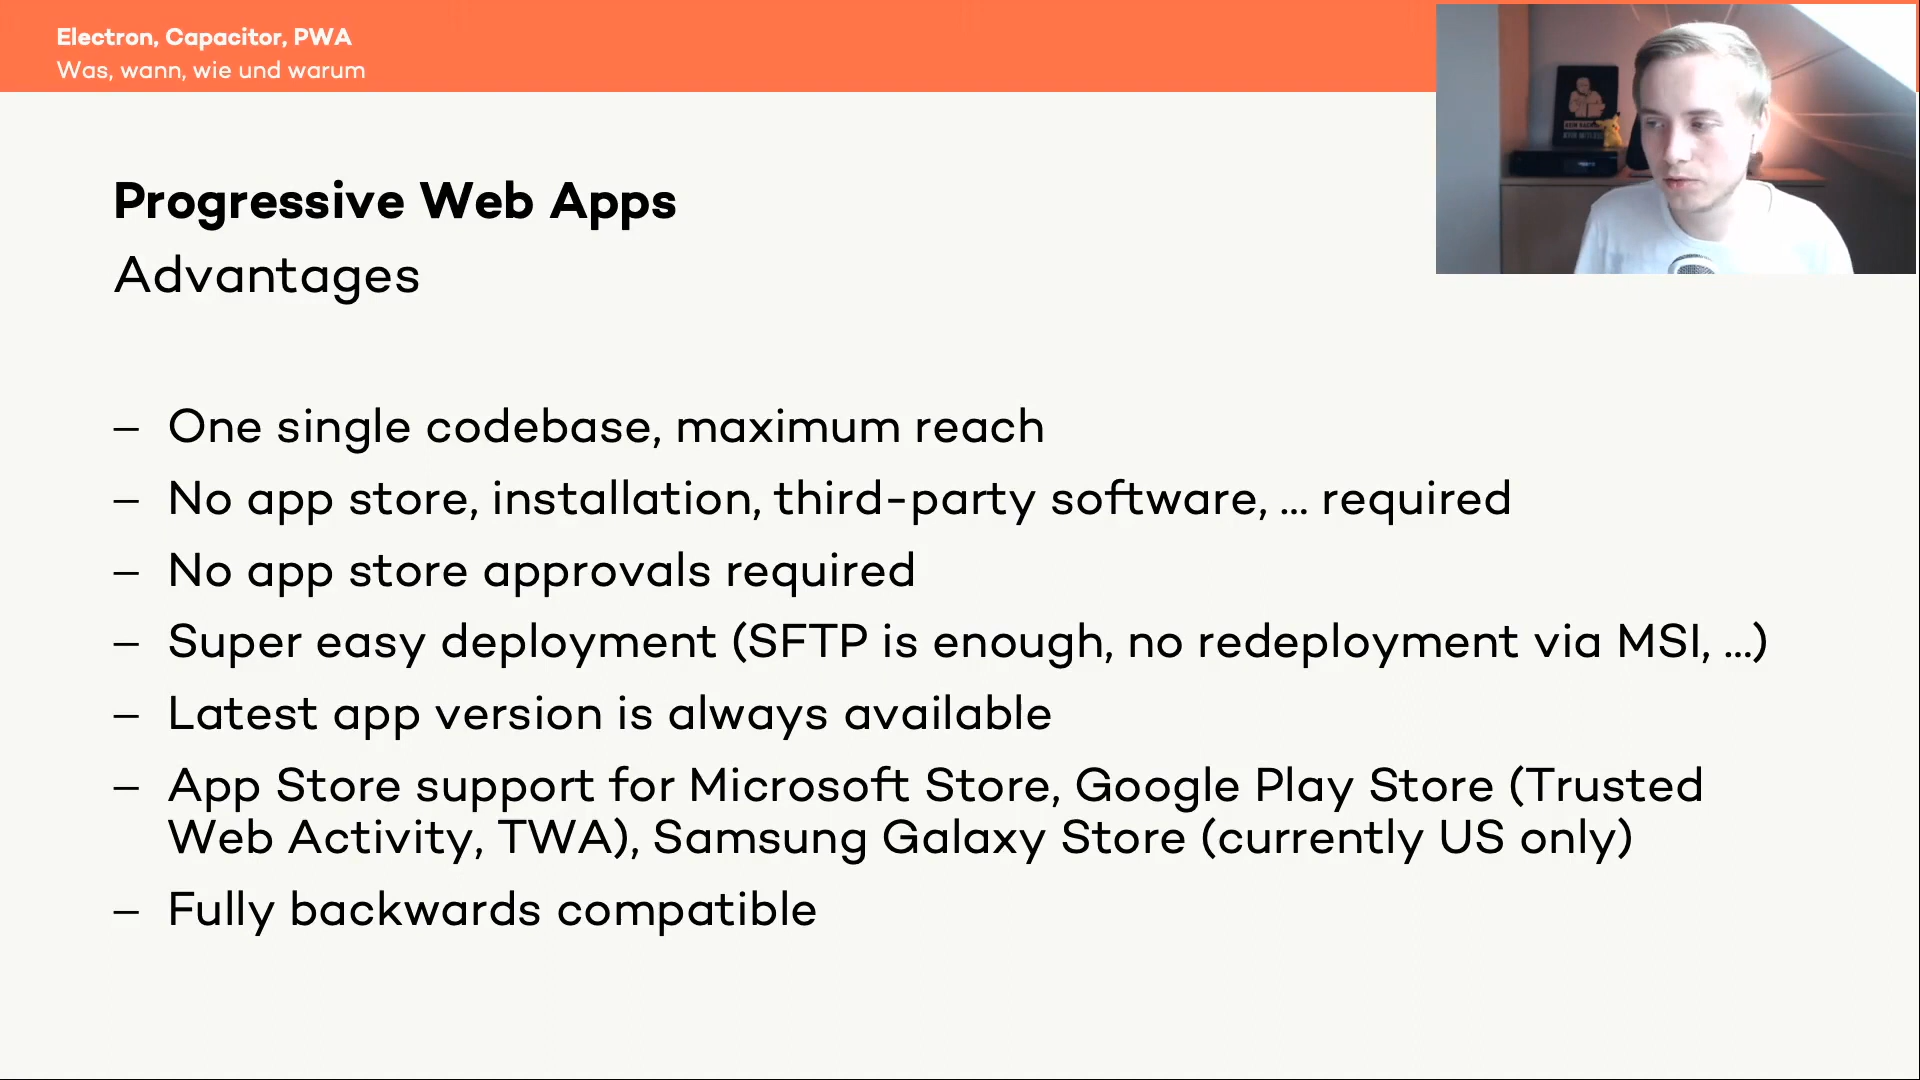 Electron, Capacitor, PWA
Was, wann, wie und warum
Progressive Web Apps
Advantages
– One single codebase, maximum reach
– No app store, installation, third-party software, … required
– No app store approvals required
– Super easy deployment (SFTP is enough, no redeployment via MSI, …)
– Latest app version is always available
– App Store support for Microsoft Store, Google Play Store (Trusted
Web Activity, TWA), Samsung Galaxy Store (currently US only)
– Fully backwards compatible